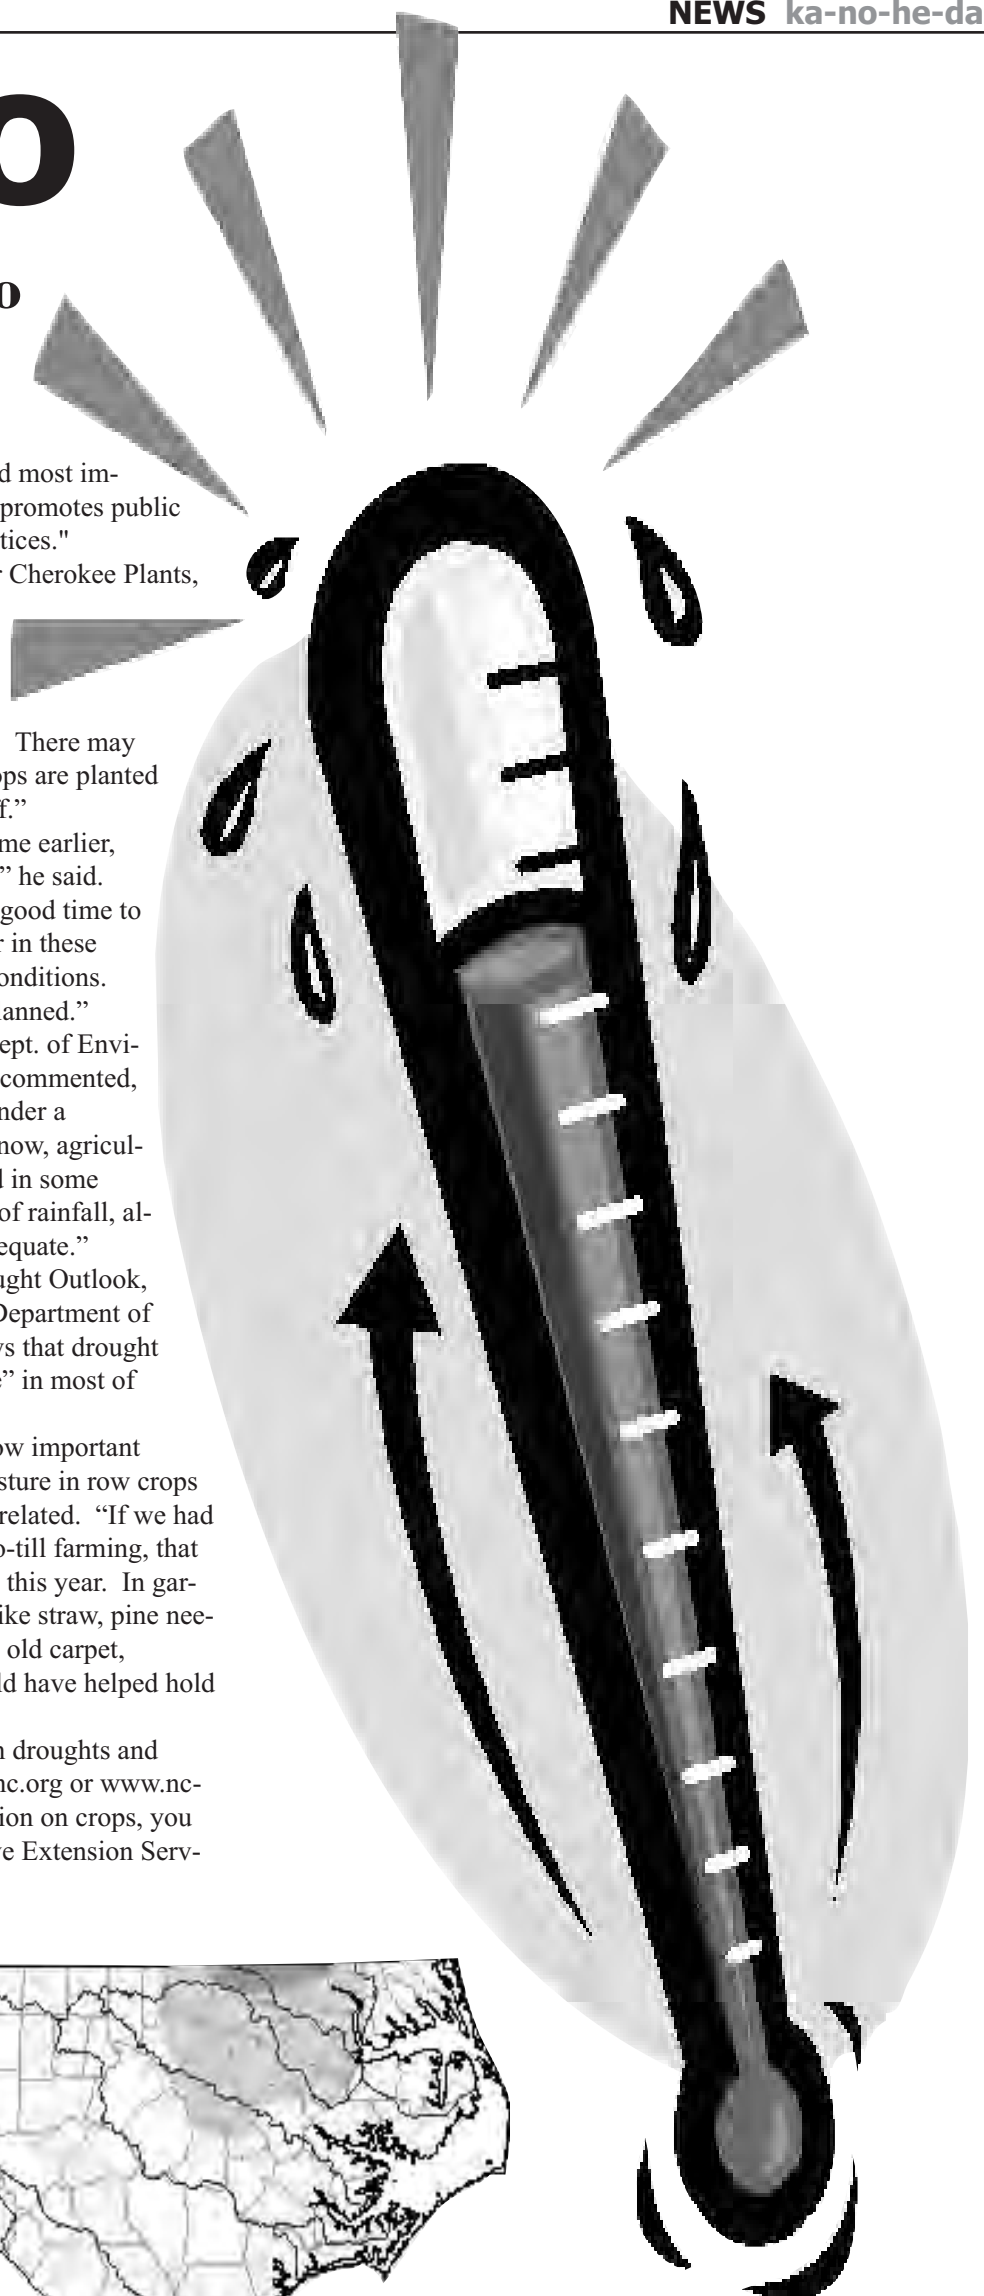 NEWS ka-no-he-da
o
o
d most im-
promotes public
tices."
r Cherokee Plants,
There may
ops are planted
f.”
me earlier,
” he said.
good time to
r in these
onditions.
lanned.”
ept. of Envi-
commented,
nder a
now, agricul-
d in some
of rainfall, al-
equate.”
ught Outlook,
Department of
ys that drought
e” in most of
ow important
sture in row crops
related.  “If we had
o-till farming, that
this year.  In gar-
ike straw, pine nee-
old carpet,
ld have helped hold
n droughts and
nc.org or www.nc-
ion on crops, you
ve Extension Serv-